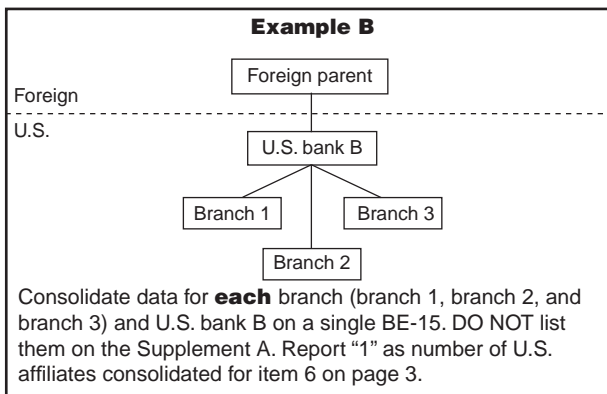 Example B
Foreign parent
Foreign
U.S.
U.S. bank B
Branch 1
Branch 3
Branch 2
Consolidate data for each branch (branch 1, branch 2, and
branch 3) and U.S. bank B on a single BE-15. DO NOT list
them on the Supplement A. Report “1” as number of U.S.
affiliates consolidated for item 6 on page 3.